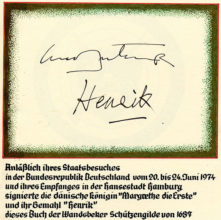 Henrik
Anläßlich ihres Staatsbesuches
in der Bundesrepublik Deutschland vom 20. bis 24. Juni 1974
und ihres Empfanges in der Hansestadt Hamburg
signierte die dänische Königin "Margrethe die Erste"
und ihr Gemahl "Henrik"
dieses Buch der Wandsbeker Schützengilde von 1637